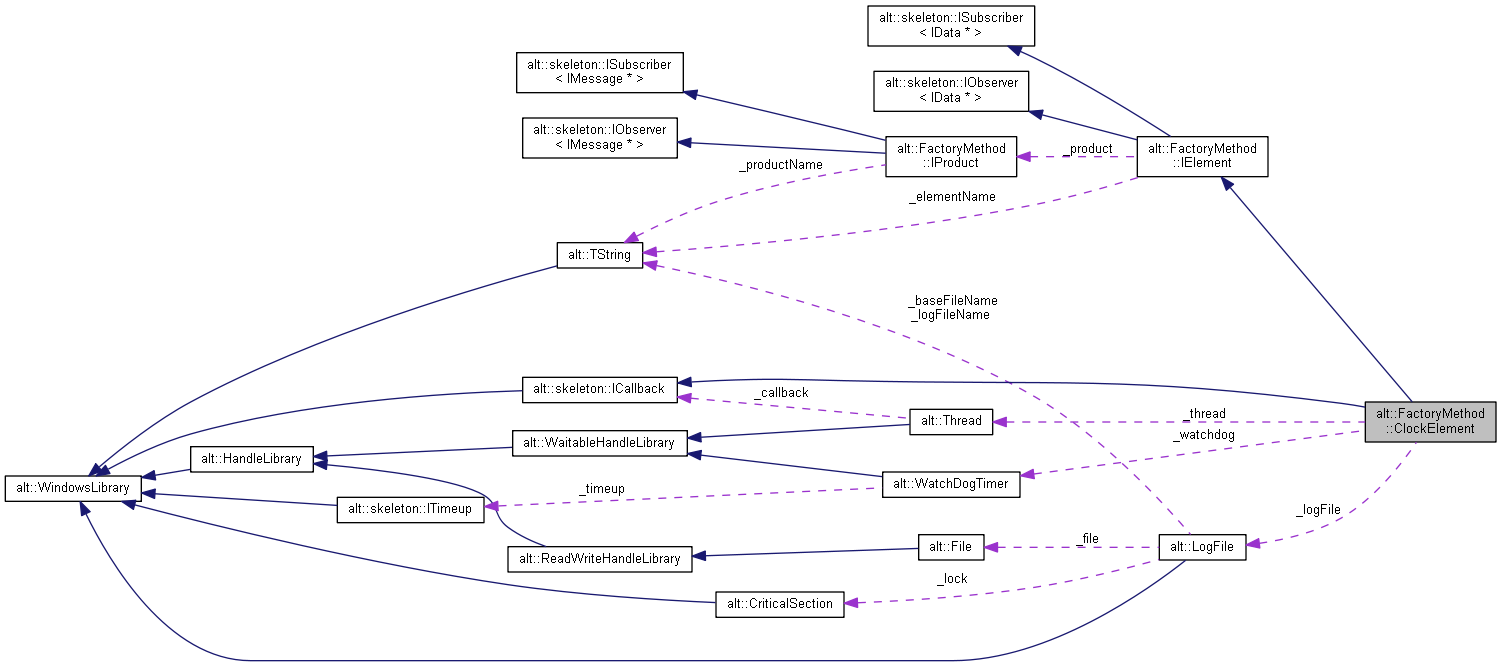 alt::skeleton::ISubscriber
< IData * >
alt::skeleton::ISubscriber
< IMessage * >
alt::skeleton::IObserver
< IData * >
alt::skeleton::IObserver
< IMessage * >
alt::FactoryMethod
::IProduct
_product
alt::FactoryMethod
::IElement
_productName
_elementName
alt::TString
_baseFileName
_logFileName
alt::skeleton::ICallback
_callback
alt::Thread
_thread
alt::FactoryMethod
::ClockElement
_watchdog
alt::WaitableHandleLibrary
alt::HandleLibrary
alt::WindowsLibrary
_timeup
alt::WatchDogTimer
alt::skeleton::ITimeup
_logFile
alt::ReadWriteHandleLibrary
alt::File
_file
alt::LogFile
_lock
alt::CriticalSection